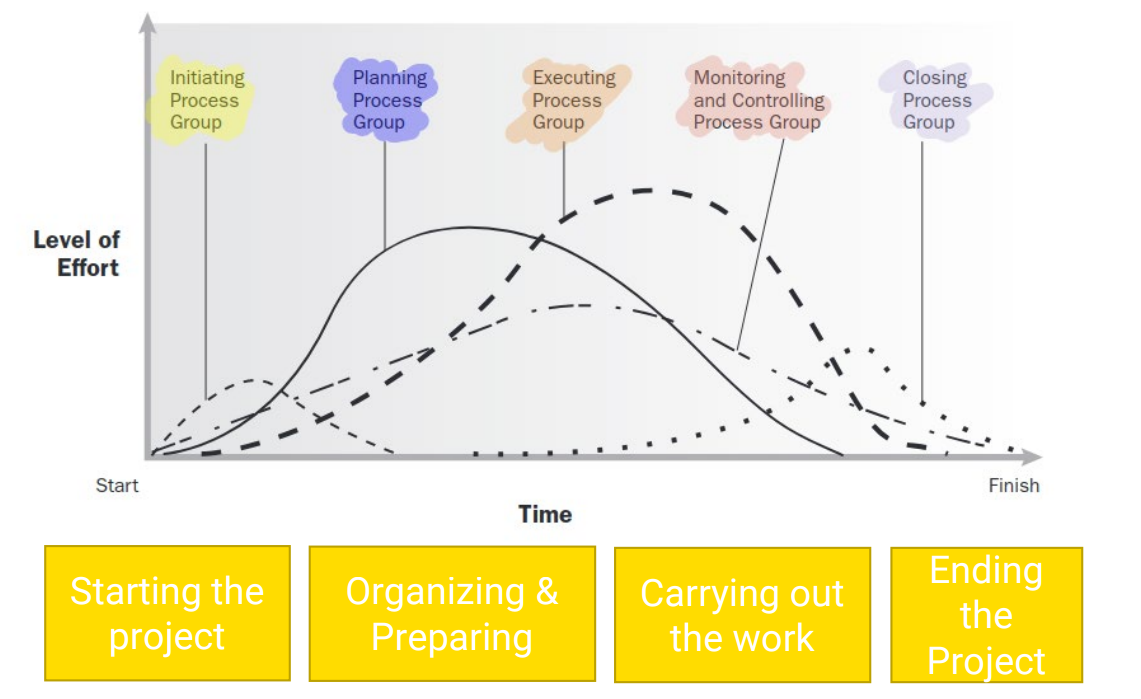 Initiating
Process
Group
Planning
Process
Group
Executing
Process
Group
Monitoring
and Controlling
Process Group
Closing
Process
Group
Level of
Effort
Start
Finish
Time
Starting the
project
Organizing &
Preparing
Carrying out
the work
Ending
the
Project